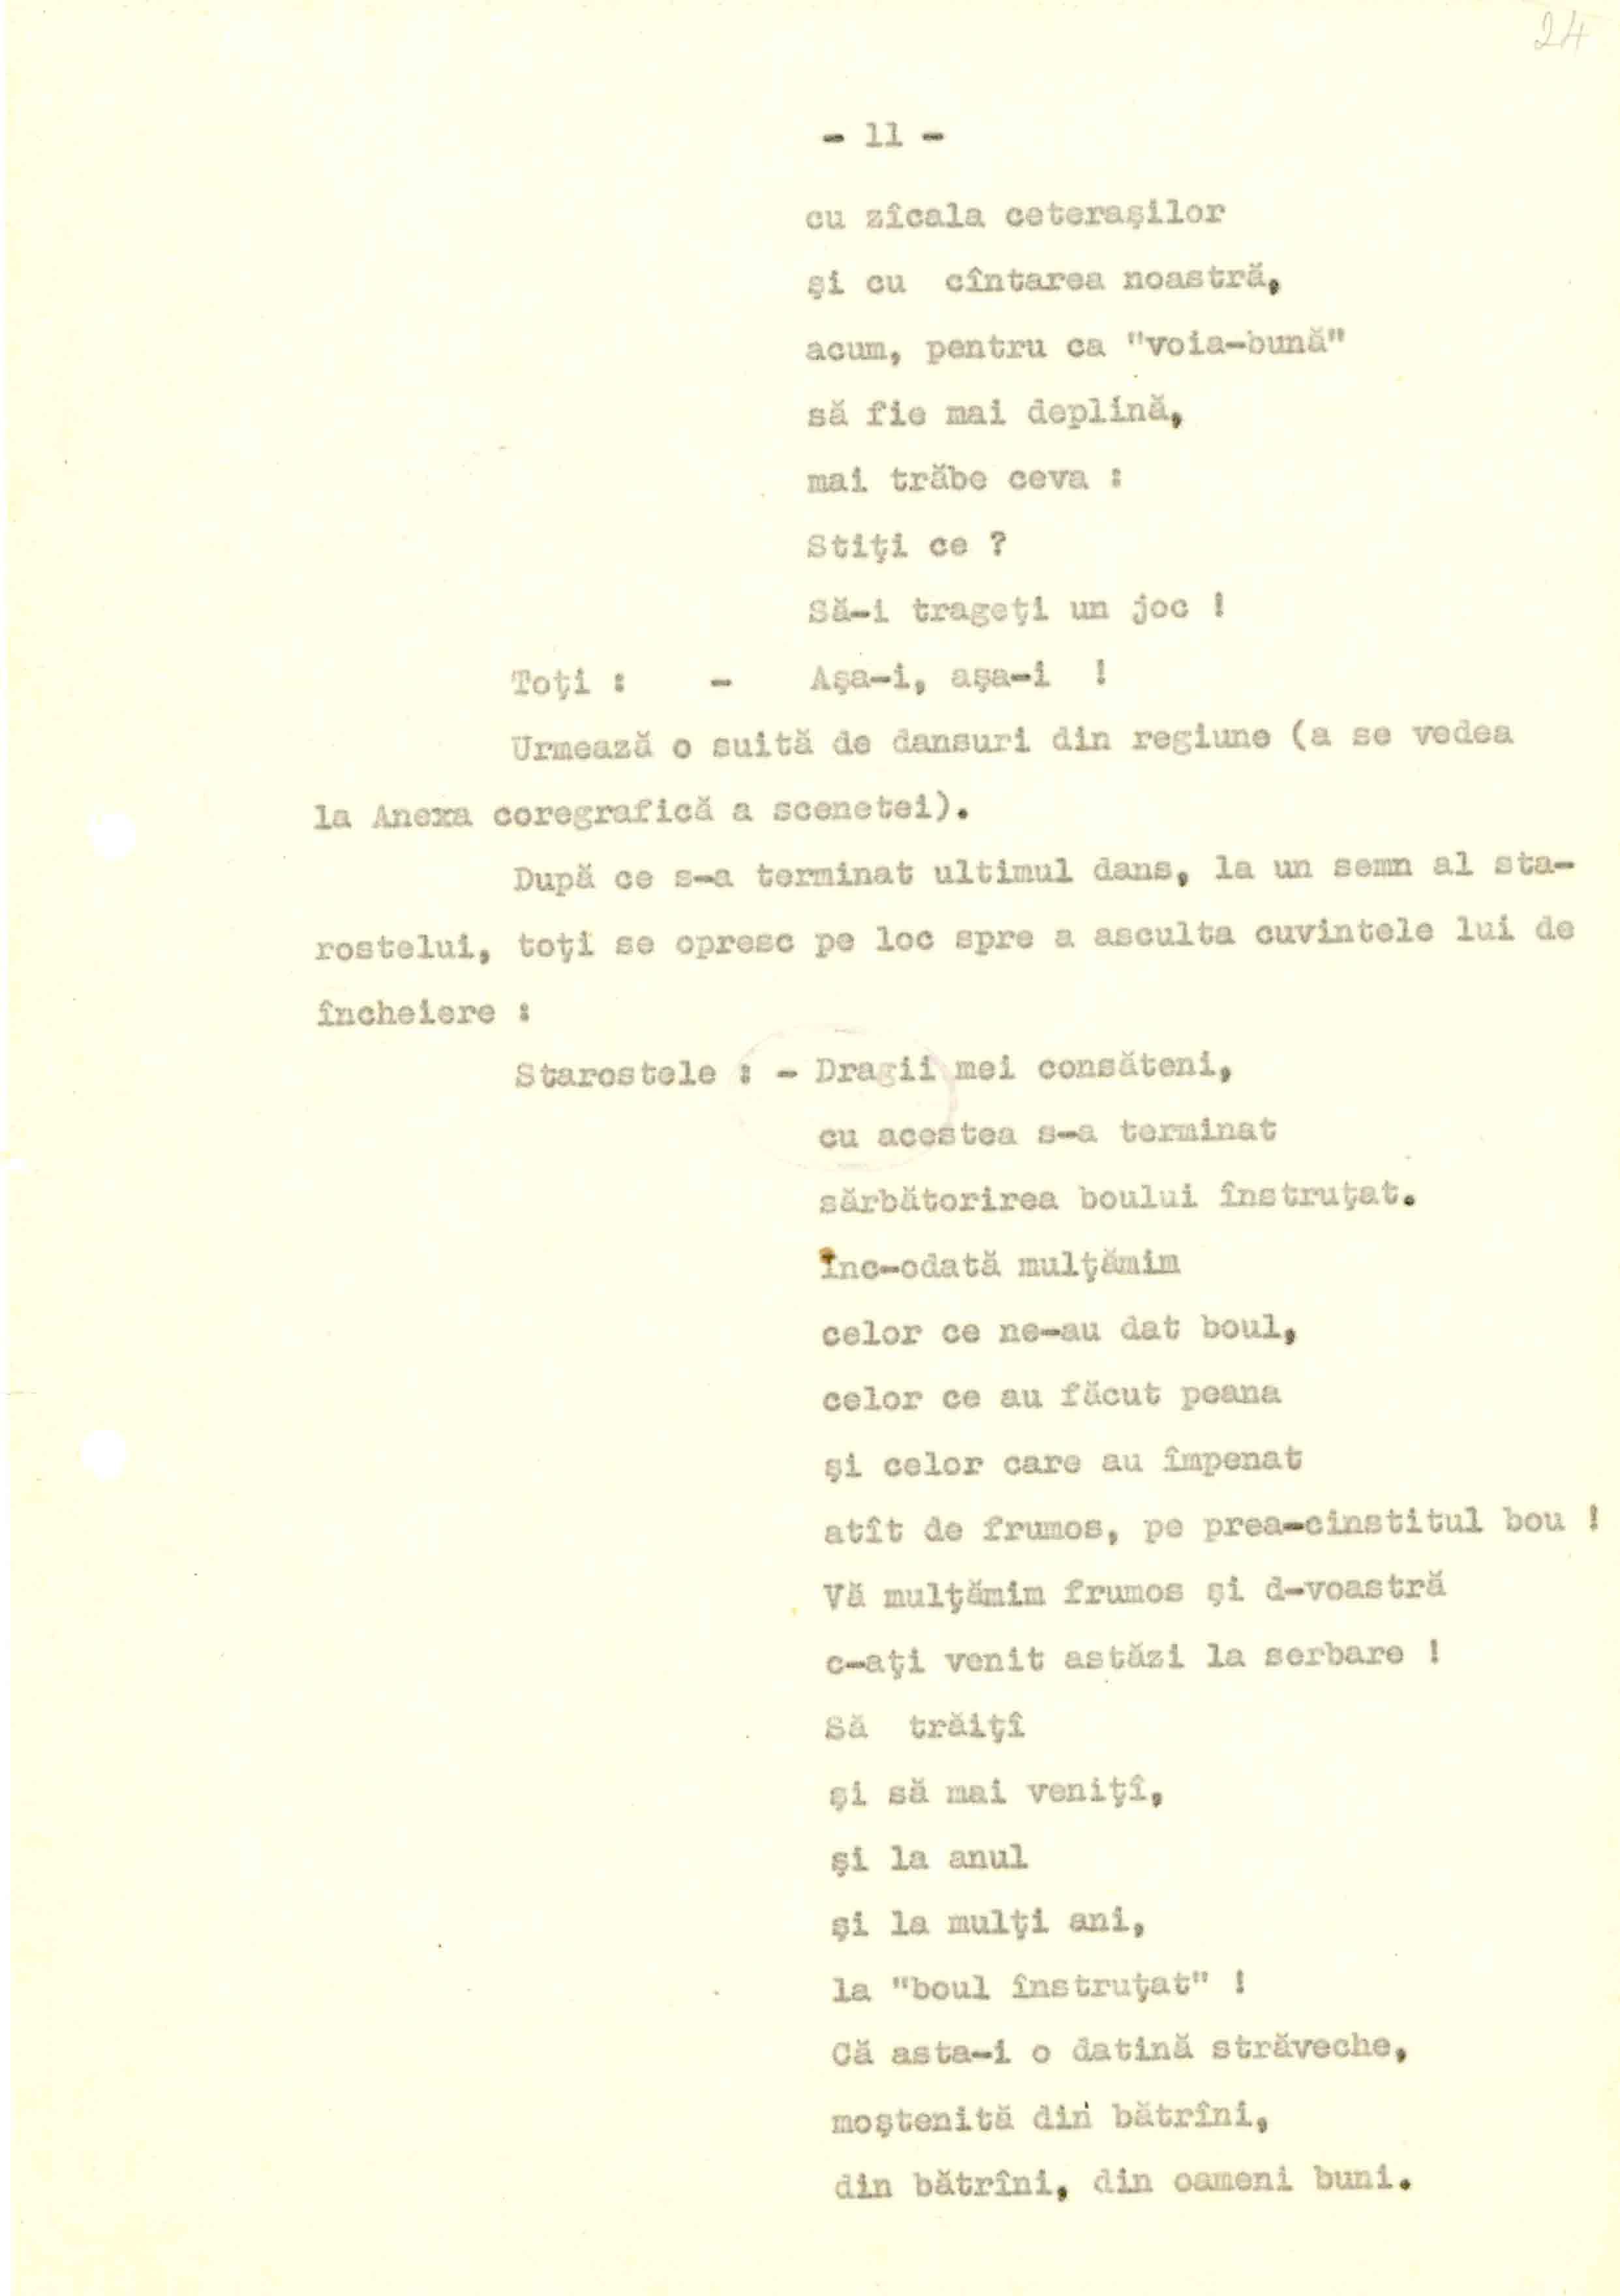 24
- 11 -
cu zîcala ceterașilor
și cu cîntarea noastră,
acum, pentru ca "voia-bună"
să fie mai deplină,
mai trăbe ceva :
Stiți ce ?
Să-i trageți un joc !
Toți : - Așa-i, așa-i !
Urmează o suită de dansuri din regiune (a se vedea
la Anexa coregrafică a scenetei).
După ce s-a terminat ultimul dans, la un semn al sta-
rostelui, toți se opresc pe loc spre a asculta cuvintele lui de
încheiere :
Starostele : - Dragii mei consăteni,
cu acestea s-a terminat
sărbătorirea boului înstruțat.
Înc-odată mulțămim
celor ce ne-au dat boul,
celor ce au făcut peana
și celor care au împenat
atît de frumos, pe prea-cinstitul bou !
Vă mulțămim frumos și d-voastră
c-ați venit astăzi la serbare !
Să trăițî
și să mai venițî,
și la anul
și la mulți ani,
la "boul înstruțat" !
Că asta-i o datină străveche,
moștenită din bătrîni,
din bătrîni, din oameni buni.